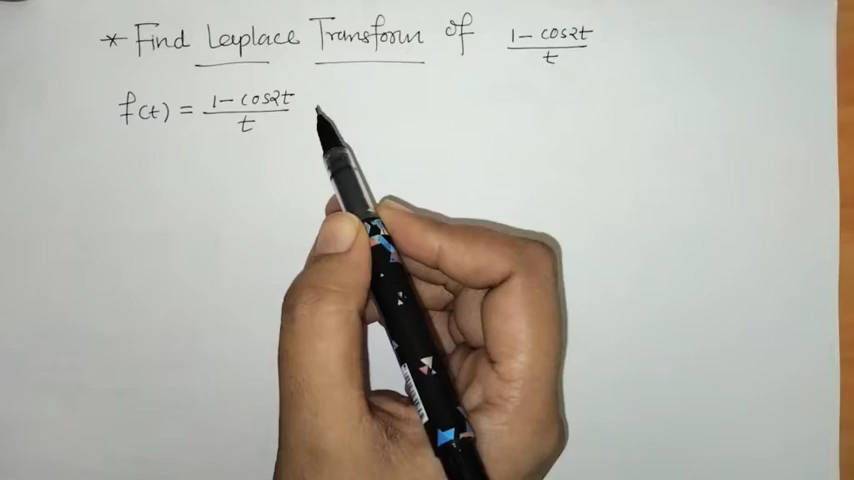 * Find Laplace Transform of (1 - cos2t)/t
f(t) = (1 - cos2t)/t